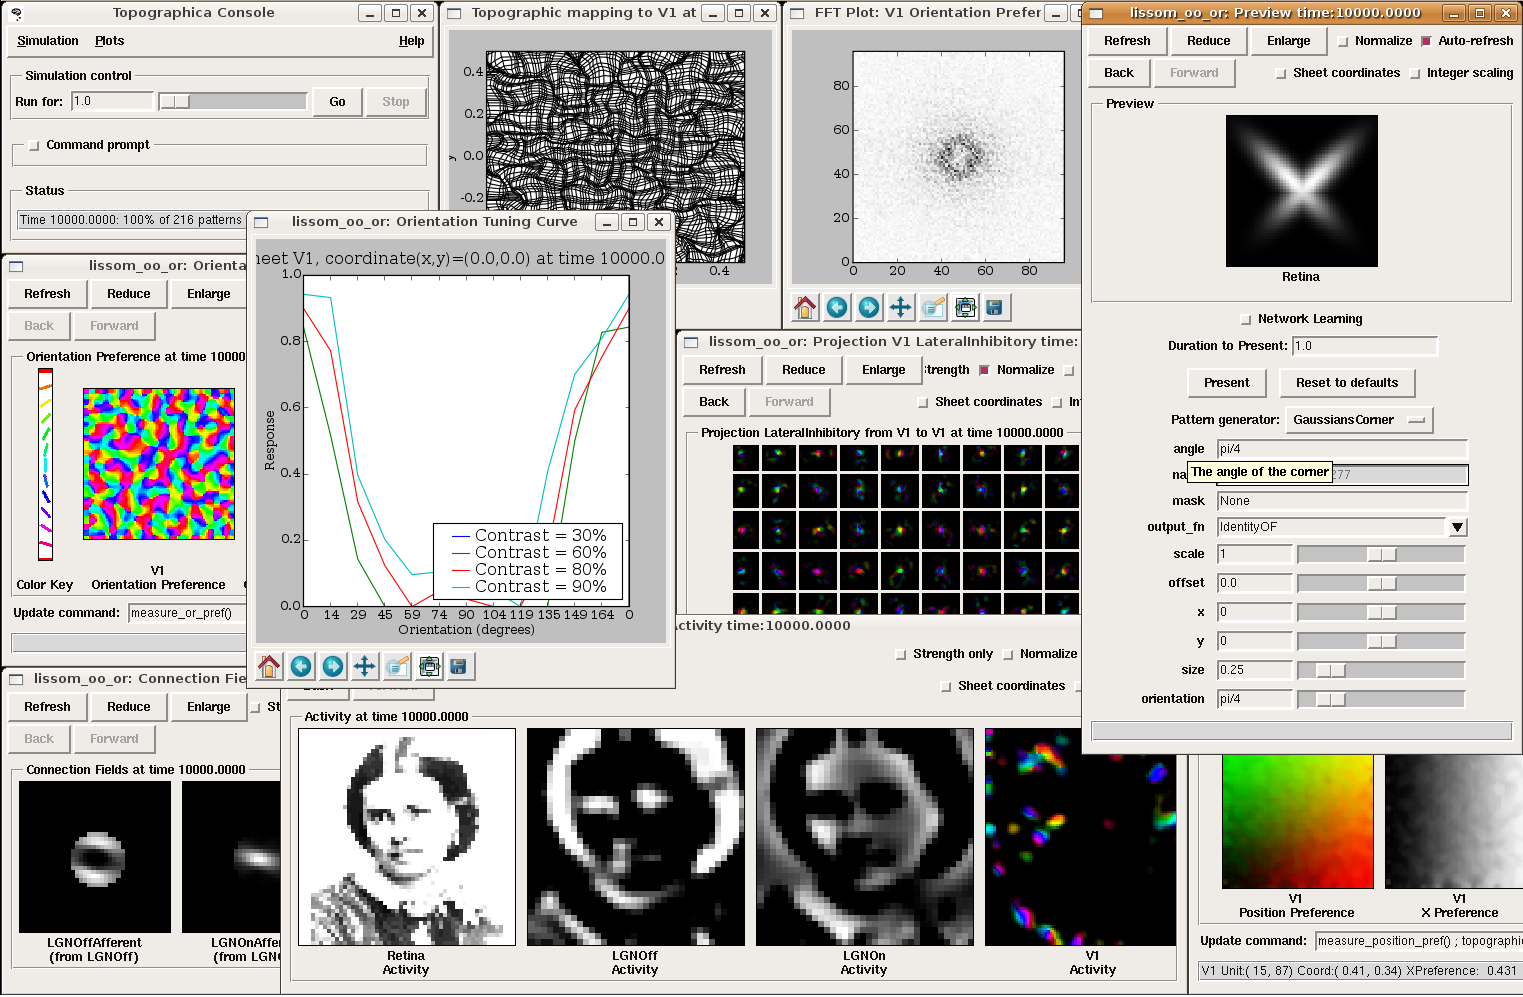 Topographica Console
Simulation Plots Help
Simulation control
Run for: 1.0 Go Stop
Command prompt
Status
Time 10000.0000: 100% of 216 patterns
Topographic mapping to V1 at
0.4
0.2
0.0
-0.2
y
0.4
FFT Plot: V1 Orientation Prefer
80
60
40
20
0
0 20 40 60 80
lissom_oo_or: Preview time:10000.0000
Refresh Reduce Enlarge Normalize Auto-refresh
Back Forward Sheet coordinates Integer scaling
Preview
Retina
Network Learning
Duration to Present: 1.0
Present Reset to defaults
Pattern generator: GaussiansCorner
angle pi/4
The angle of the corner
na 277
mask None
output_fn IdentityOF
scale 1
offset 0.0
x 0
y 0
size 0.25
orientation pi/4
lissom_oo_or: Orienta
Refresh Reduce Enlarge
Back Forward
Orientation Preference at time 10000
Color Key
V1
Orientation Preference
Update command: measure_or_pref()
lissom_oo_or: Orientation Tuning Curve
heet V1, coordinate(x,y)=(0.0,0.0) at time 10000.0
1.0
0.8
0.6
0.4
0.2
0.0
Response
Contrast = 30%
Contrast = 60%
Contrast = 80%
Contrast = 90%
0 14 29 45 59 74 90 104 119 135 149 164 0
Orientation (degrees)
lissom_oo_or: Projection V1 LateralInhibitory time:
Refresh Reduce Enlarge trength Normalize
Back Forward Sheet coordinates Int
Projection LateralInhibitory from V1 to V1 at time 10000.0000
Activity time:10000.0000
Strength only Normalize
Sheet coordinates
Activity at time 10000.0000
Retina
Activity
LGNOff
Activity
LGNOn
Activity
V1
Activity
lissom_oo_or: Connection Fie
Refresh Reduce Enlarge St
Back Forward
Connection Fields at time 10000.0000
LGNOffAfferent
(from LGNOff)
LGNOnAffer
(from LGN
V1
Position Preference
V1
X Preference
Update command: measure_position_pref() ; topographic
V1 Unit:( 15, 87) Coord:( 0.41, 0.34) XPreference: 0.431